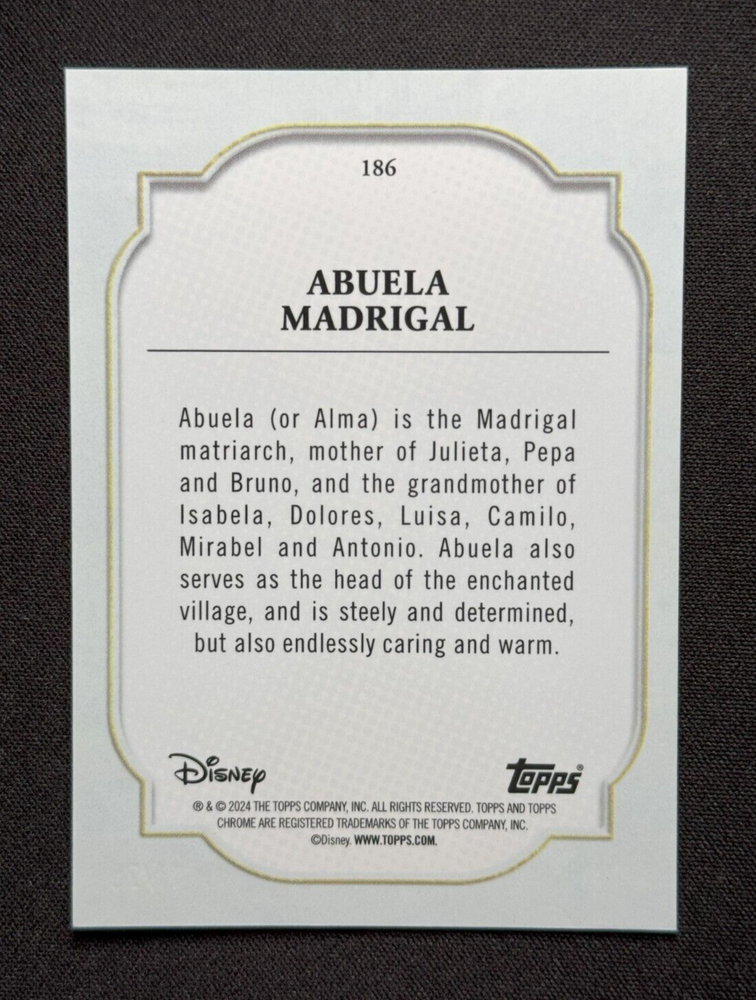 186
ABUELA
MADRIGAL
Abuela (or Alma) is the Madrigal
matriarch, mother of Julieta, Pepa
and Bruno, and the grandmother of
Isabela, Dolores, Luisa, Camilo,
Mirabel and Antonio. Abuela also
serves as the head of the enchanted
village, and is steely and determined,
but also endlessly caring and warm.
Disney
Topps®
® & © 2024 THE TOPPS COMPANY, INC. ALL RIGHTS RESERVED. TOPPS AND TOPPS
CHROME ARE REGISTERED TRADEMARKS OF THE TOPPS COMPANY, INC.
©Disney. WWW.TOPPS.COM.